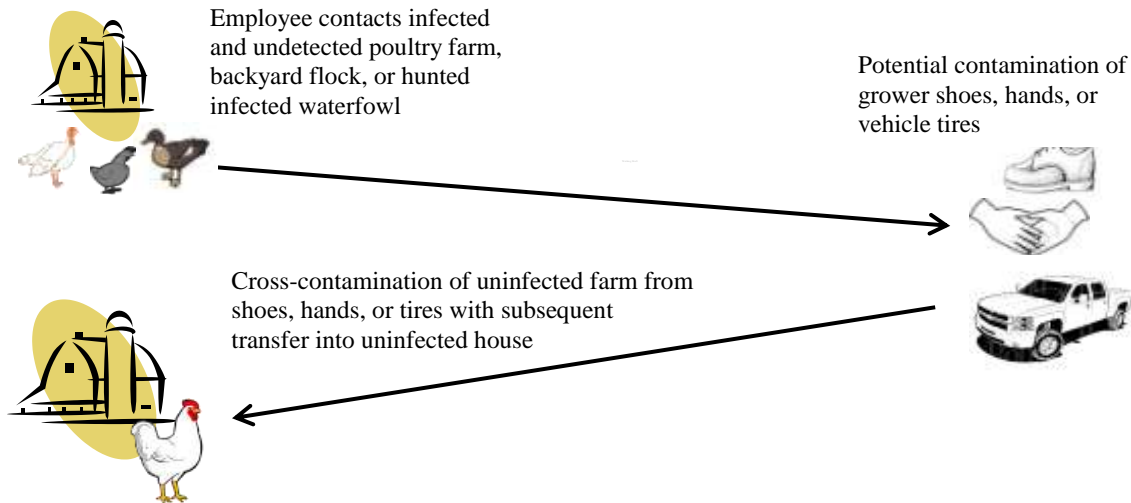 Employee contacts infected
and undetected poultry farm,
backyard flock, or hunted
infected waterfowl
Potential contamination of
grower shoes, hands, or
vehicle tires
Cross-contamination of uninfected farm from
shoes, hands, or tires with subsequent
transfer into uninfected house